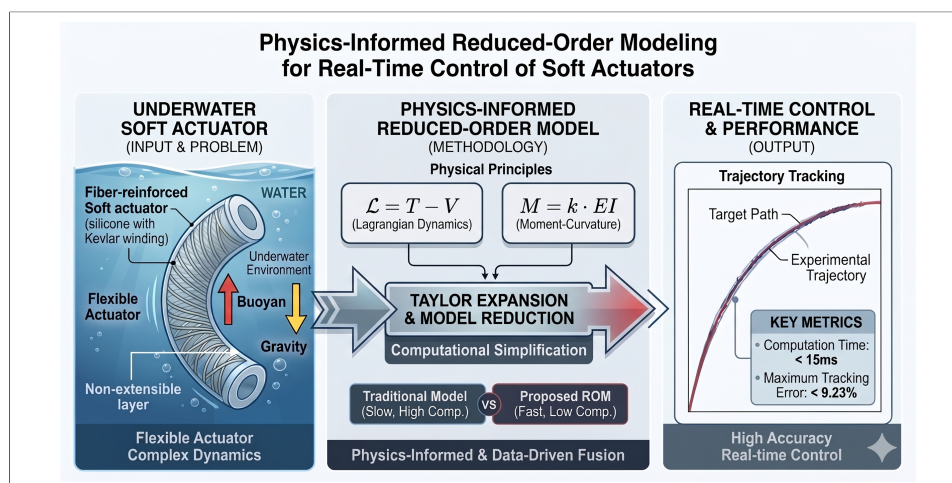 Physics-Informed Reduced-Order Modeling
for Real-Time Control of Soft Actuators
UNDERWATER
SOFT ACTUATOR
(INPUT & PROBLEM)
WATER
Fiber-reinforced
Soft actuator
(silicone with
Kevlar winding)
Underwater
Environment
Flexible
Actuator
Buoyan
Gravity
Non-extensible
layer
Flexible Actuator
Complex Dynamics
PHYSICS-INFORMED
REDUCED-ORDER MODEL
(METHODOLOGY)
Physical Principles
ℒ = T − V
(Lagrangian Dynamics)
M = k · EI
(Moment-Curvature)
TAYLOR EXPANSION
& MODEL REDUCTION
Computational Simplification
Traditional Model
(Slow, High Comp.)
VS
Proposed ROM
(Fast, Low Comp.)
Physics-Informed & Data-Driven Fusion
REAL-TIME CONTROL
& PERFORMANCE
(OUTPUT)
Trajectory Tracking
Target Path
Experimental
Trajectory
KEY METRICS
• Computation Time:
< 15ms
• Maximum Tracking
Error: < 9.23%
High Accuracy
Real-time Control